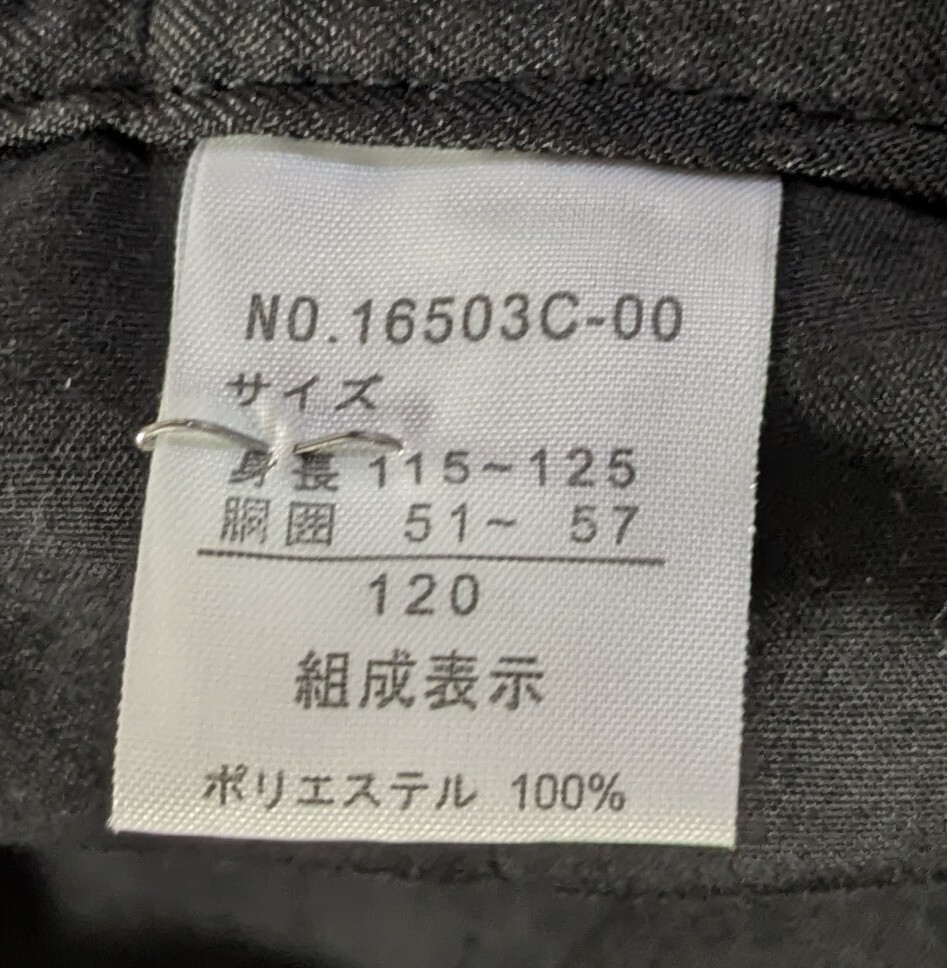 NO.16503C-00
サイズ
身長 115~125
胴囲 51~ 57
120
組成表示
ポリエステル 100%